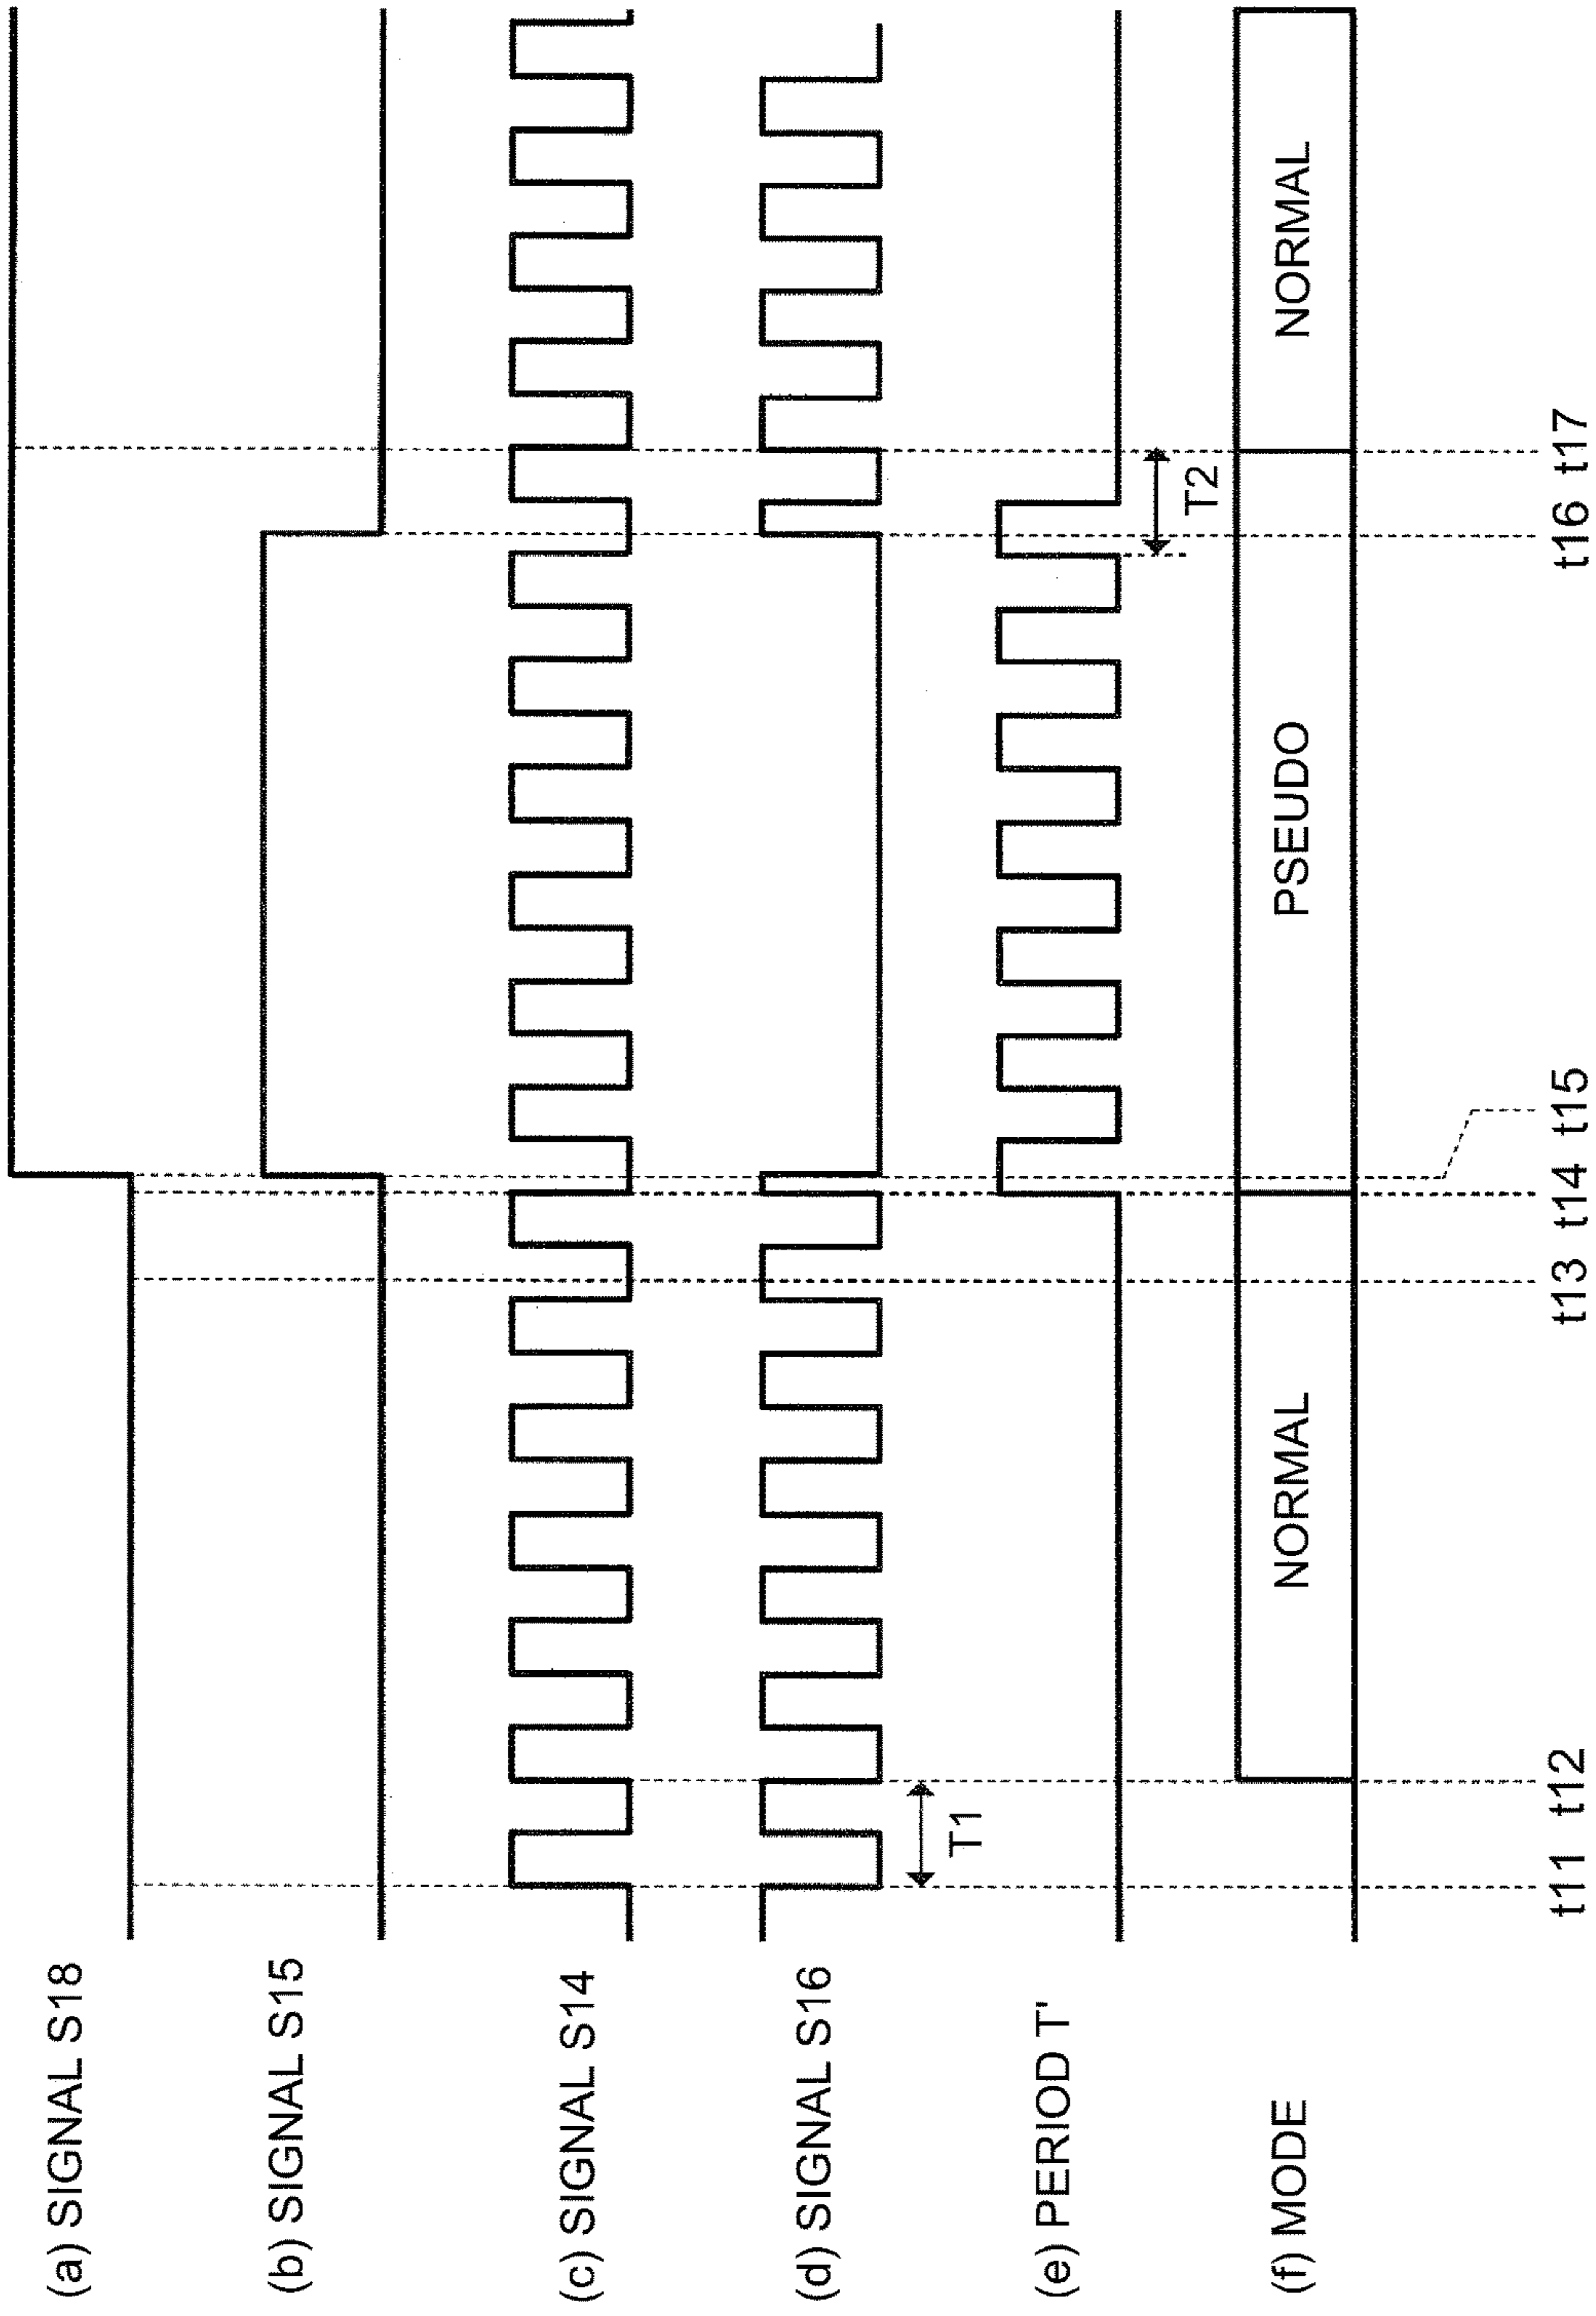 (a) SIGNAL S18
(b) SIGNAL S15
(c) SIGNAL S14
(d) SIGNAL S16
T1
(e) PERIOD T'
T2
(f) MODE
NORMAL
PSEUDO
NORMAL
t11 t12 t13 t14 t15 t16 t17